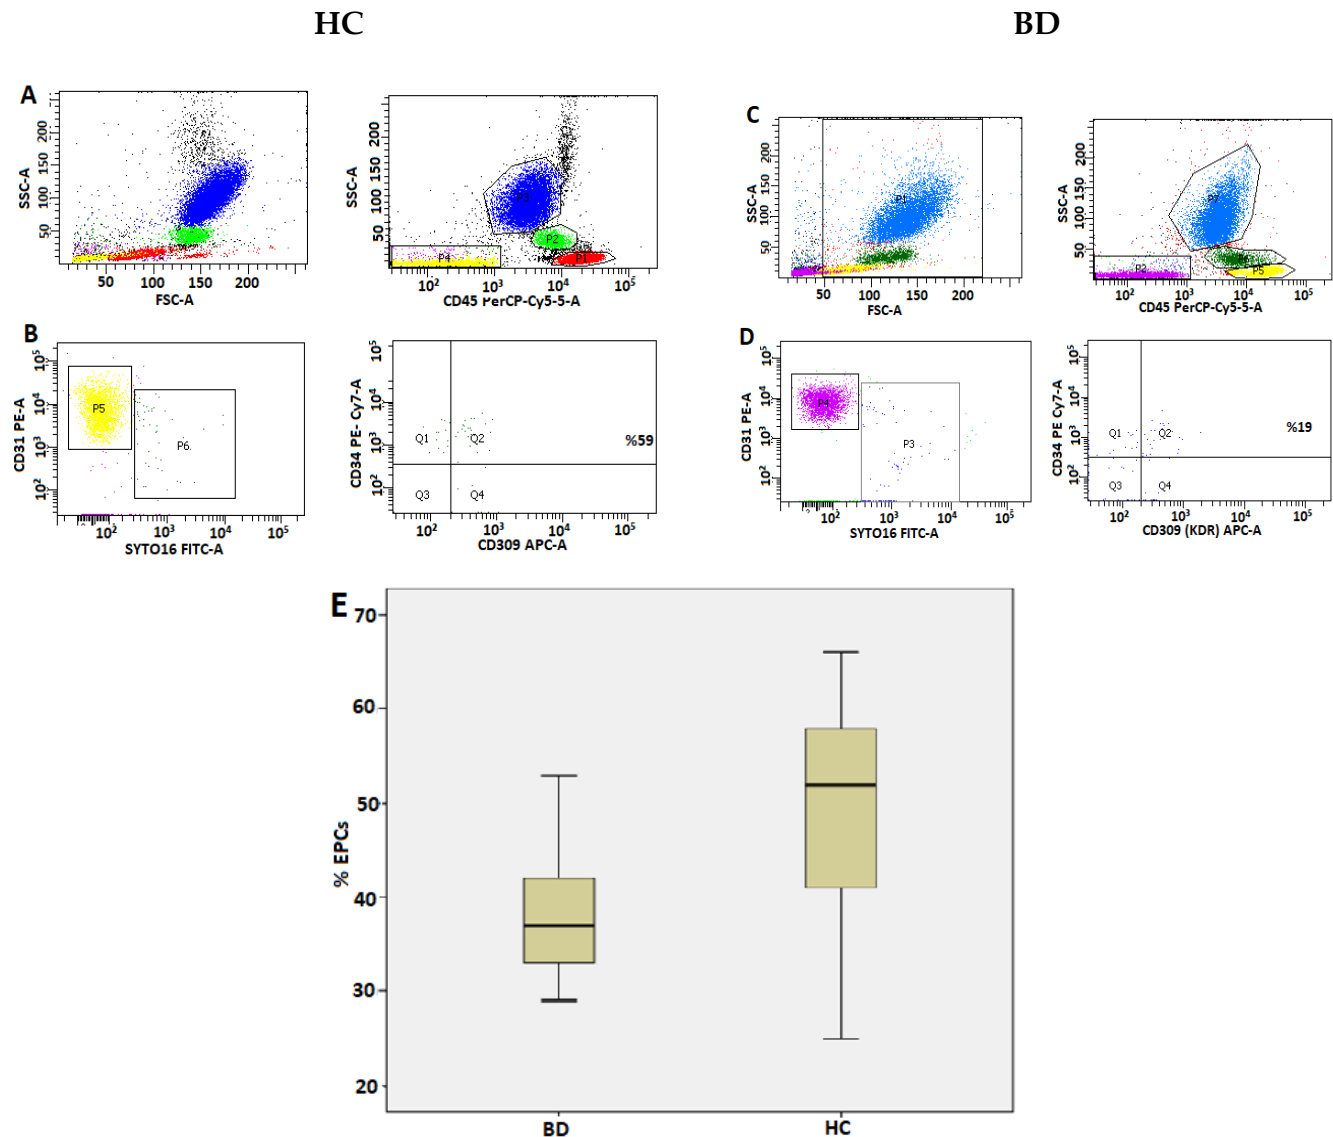 HC
BD
A
SSC-A
50 100 150 200
50 100 150 200
FSC-A
SSC-A
50 100 150 200
P3
P2
P4
P1
10² 10³ 10⁴ 10⁵
CD45 PerCP-Cy5-5-A
C
SSC-A
50 100 150 200
P1
50 100 150 200
FSC-A
SSC-A
50 100 150 200
P7
P2
P5
10² 10³ 10⁴ 10⁵
CD45 PerCP-Cy5-5-A
B
CD31 PE-A
10² 10³ 10⁴ 10⁵
P5
P6
10² 10³ 10⁴ 10⁵
SYTO16 FITC-A
CD34 PE- Cy7-A
10² 10³ 10⁴ 10⁵
Q1 Q2
%59
Q3 Q4
10² 10³ 10⁴ 10⁵
CD309 APC-A
D
CD31 PE-A
10² 10³ 10⁴ 10⁵
P4
P3
10² 10³ 10⁴ 10⁵
SYTO16 FITC-A
CD34 PE Cy7-A
10² 10³ 10⁴ 10⁵
Q1 Q2
%19
Q3 Q4
10² 10³ 10⁴ 10⁵
CD309 (KDR) APC-A
E
% EPCs
70
60
50
40
30
20
BD HC